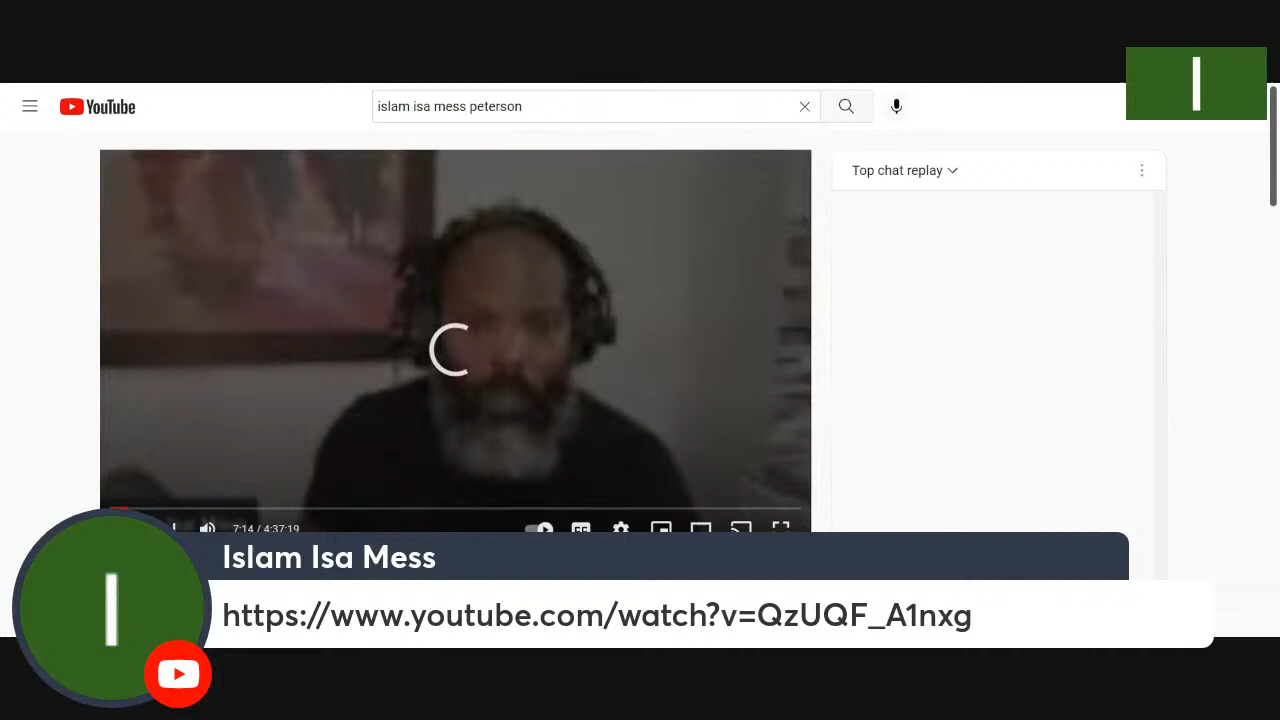 I
YouTube
islam isa mess peterson
Top chat replay
7:14 / 4:37:19
I
Islam Isa Mess
https://www.youtube.com/watch?v=QzUQF_A1nxg